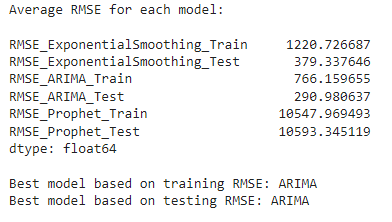 Average RMSE for each model:

RMSE_ExponentialSmoothing_Train 1220.726687
RMSE_ExponentialSmoothing_Test 379.337646
RMSE_ARIMA_Train 766.159655
RMSE_ARIMA_Test 290.980637
RMSE_Prophet_Train 10547.969493
RMSE_Prophet_Test 10593.345119
dtype: float64

Best model based on training RMSE: ARIMA
Best model based on testing RMSE: ARIMA